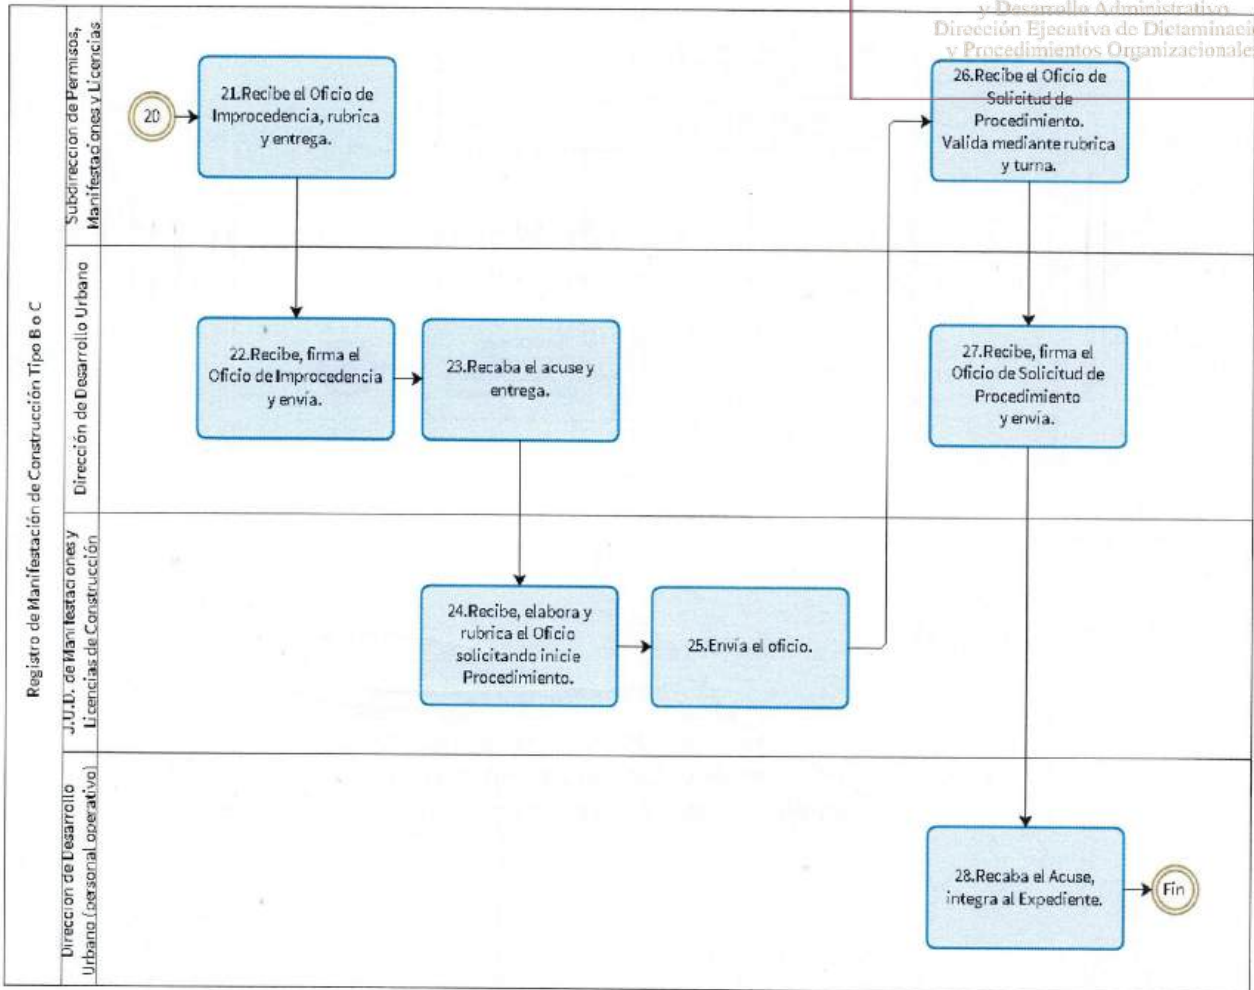 y Desarrollo Administrativo
Dirección Ejecutiva de Dictaminación
y Procedimientos Organizacionales
Registro de Manifestación de Construcción Tipo B o C
Subdirección de Permisos,
Manifestaciones y Licencias
20
21.Recibe el Oficio de
Improcedencia, rubrica
y entrega.
26.Recibe el Oficio de
Solicitud de
Procedimiento.
Valida mediante rubrica
y turna.
Dirección de Desarrollo Urbano
22.Recibe, firma el
Oficio de Improcedencia
y envía.
23.Recaba el acuse y
entrega.
27.Recibe, firma el
Oficio de Solicitud de
Procedimiento
y envía.
J.U.D. de Manifestaciones y
Licencias de Construcción
24.Recibe, elabora y
rubrica el Oficio
solicitando inicie
Procedimiento.
25.Envía el oficio.
Dirección de Desarrollo
Urbano (personal operativo)
28.Recaba el Acuse,
integra al Expediente.
Fin